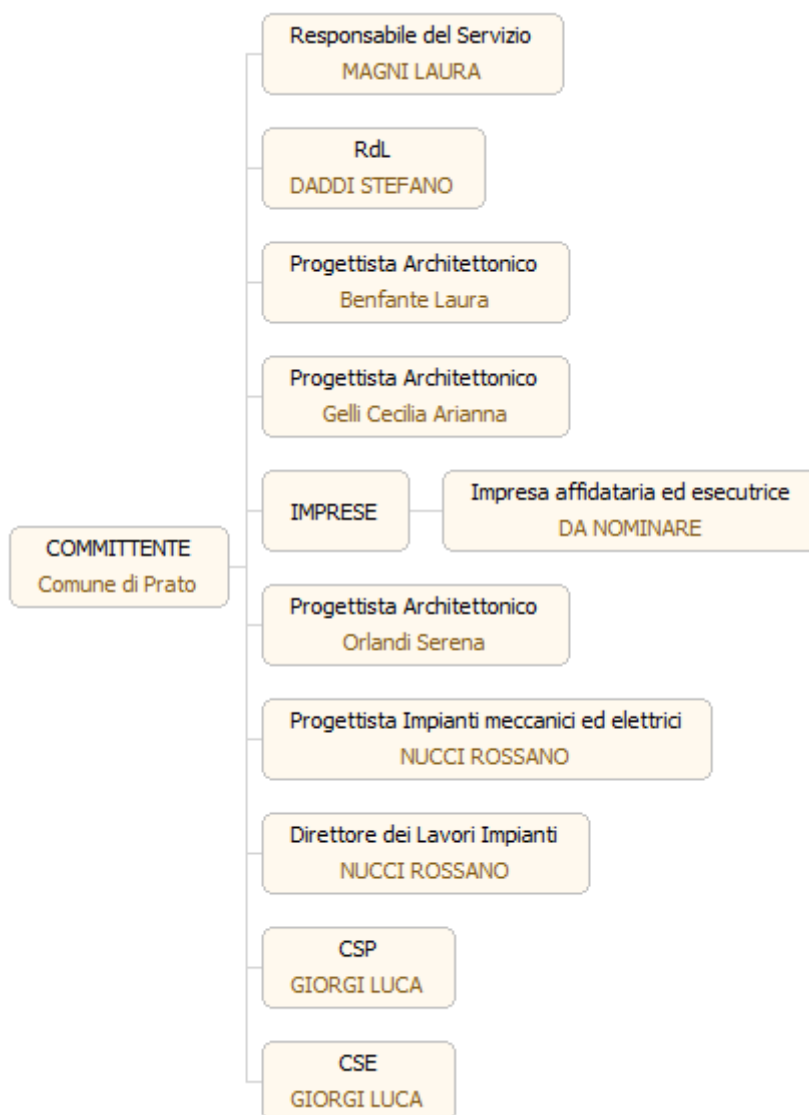 Responsabile del Servizio
MAGNI LAURA
RdL
DADDI STEFANO
Progettista Architettonico
Benfante Laura
Progettista Architettonico
Gelli Cecilia Arianna
IMPRESE
Impresa affidataria ed esecutrice
DA NOMINARE
COMMITTENTE
Comune di Prato
Progettista Architettonico
Orlandi Serena
Progettista Impianti meccanici ed elettrici
NUCCI ROSSANO
Direttore dei Lavori Impianti
NUCCI ROSSANO
CSP
GIORGI LUCA
CSE
GIORGI LUCA